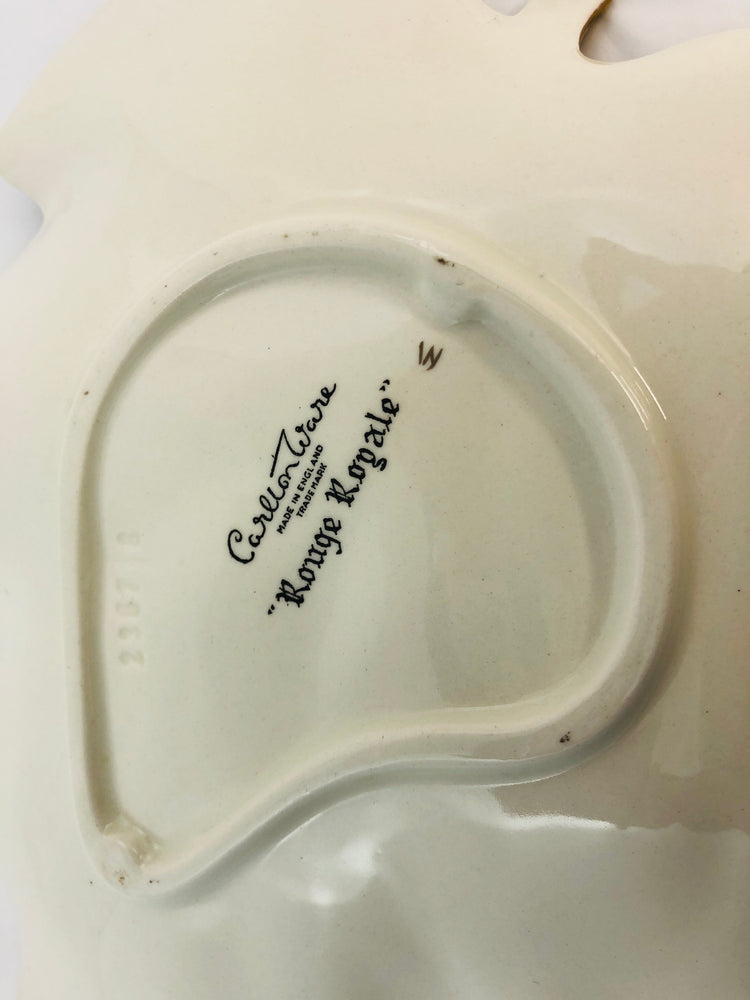 Carlton Ware
MADE IN ENGLAND
TRADE MARK
"Rouge Royale"